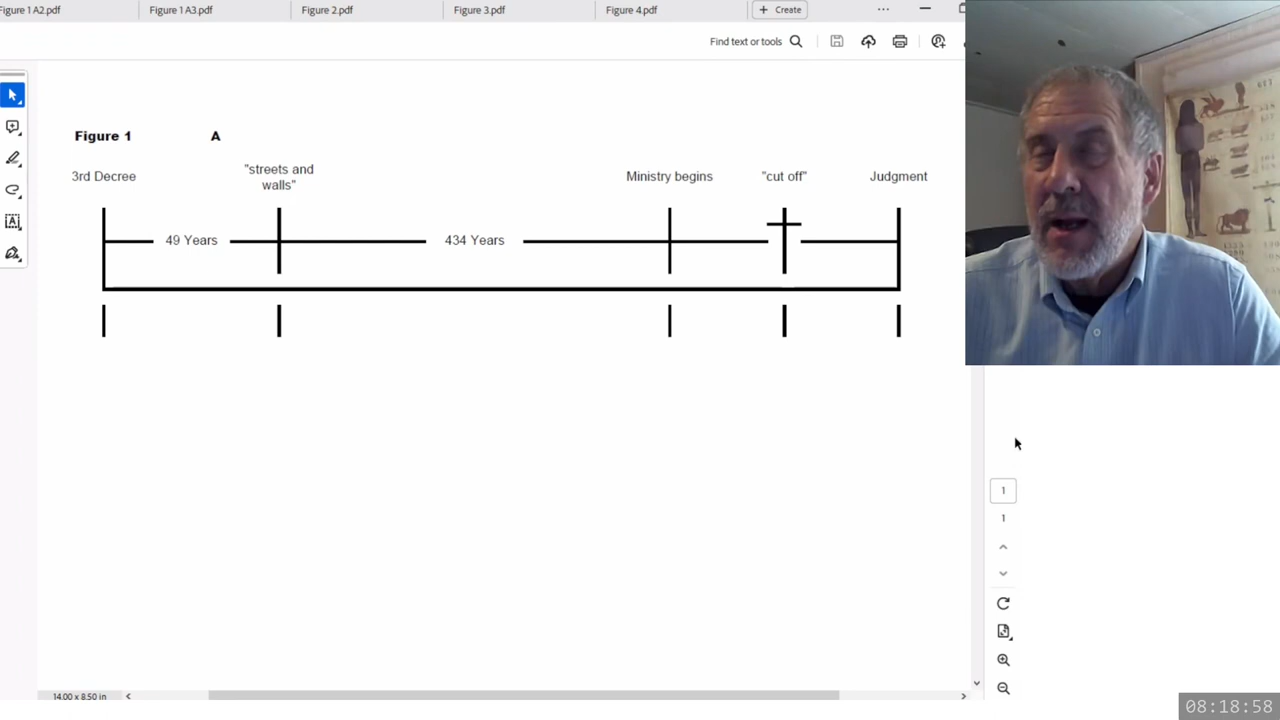 Figure 1 A2.pdf
Figure 1 A3.pdf
Figure 2.pdf
Figure 3.pdf
Figure 4.pdf
Create
Find text or tools
Figure 1 A
3rd Decree
"streets and
walls"
Ministry begins
"cut off"
Judgment
49 Years
434 Years
1
1
14.00 x 8.50 in
08:18:58